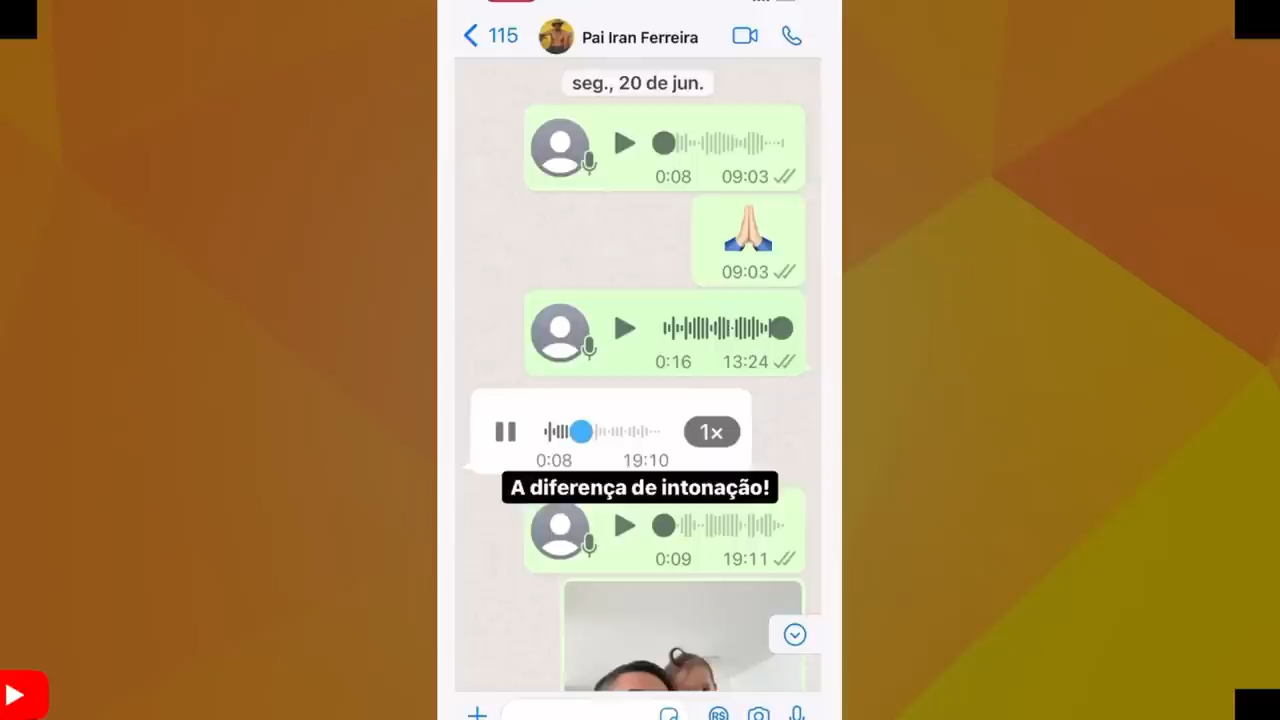 115
Pai Iran Ferreira
seg., 20 de jun.
0:08 09:03
09:03
0:16 13:24
1x
0:08 19:10
A diferença de intonação!
0:09 19:11
R$